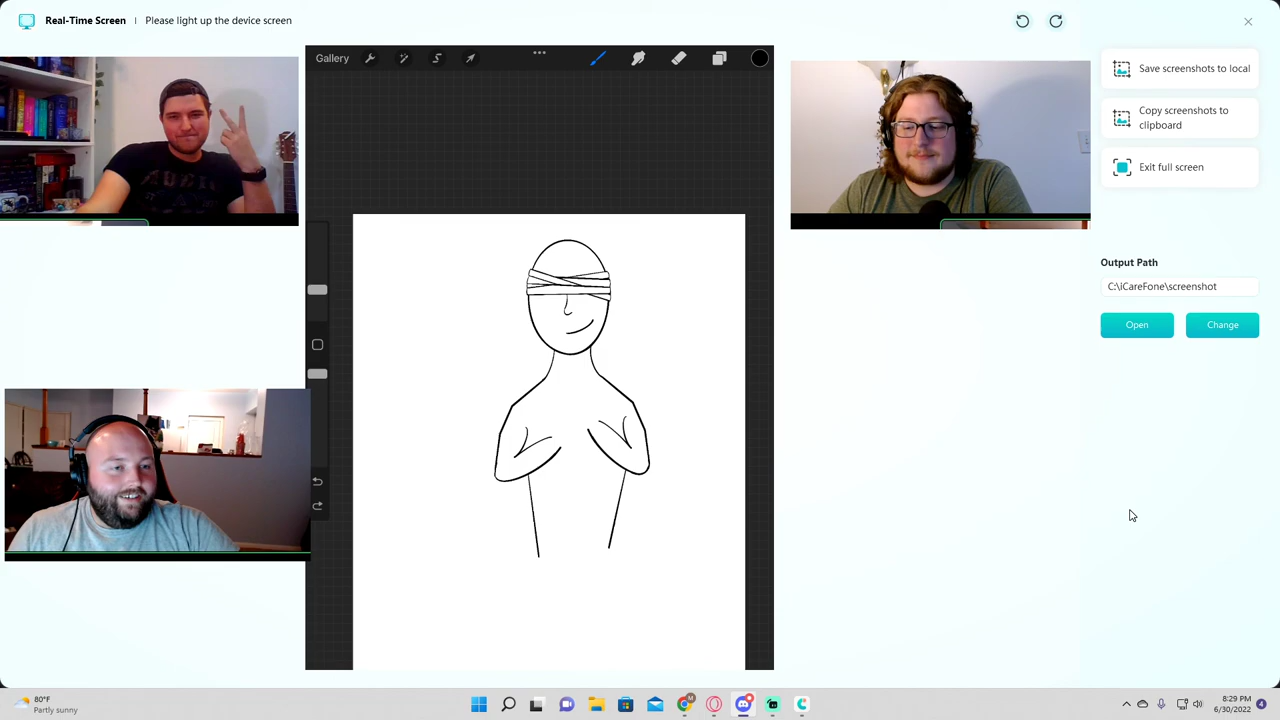 Real-Time Screen | Please light up the device screen
Gallery
Save screenshots to local
Copy screenshots to
clipboard
Exit full screen
Output Path
C:\iCareFone\screenshot
Open
Change
80°F
Partly sunny
8:29 PM
6/30/2022
4